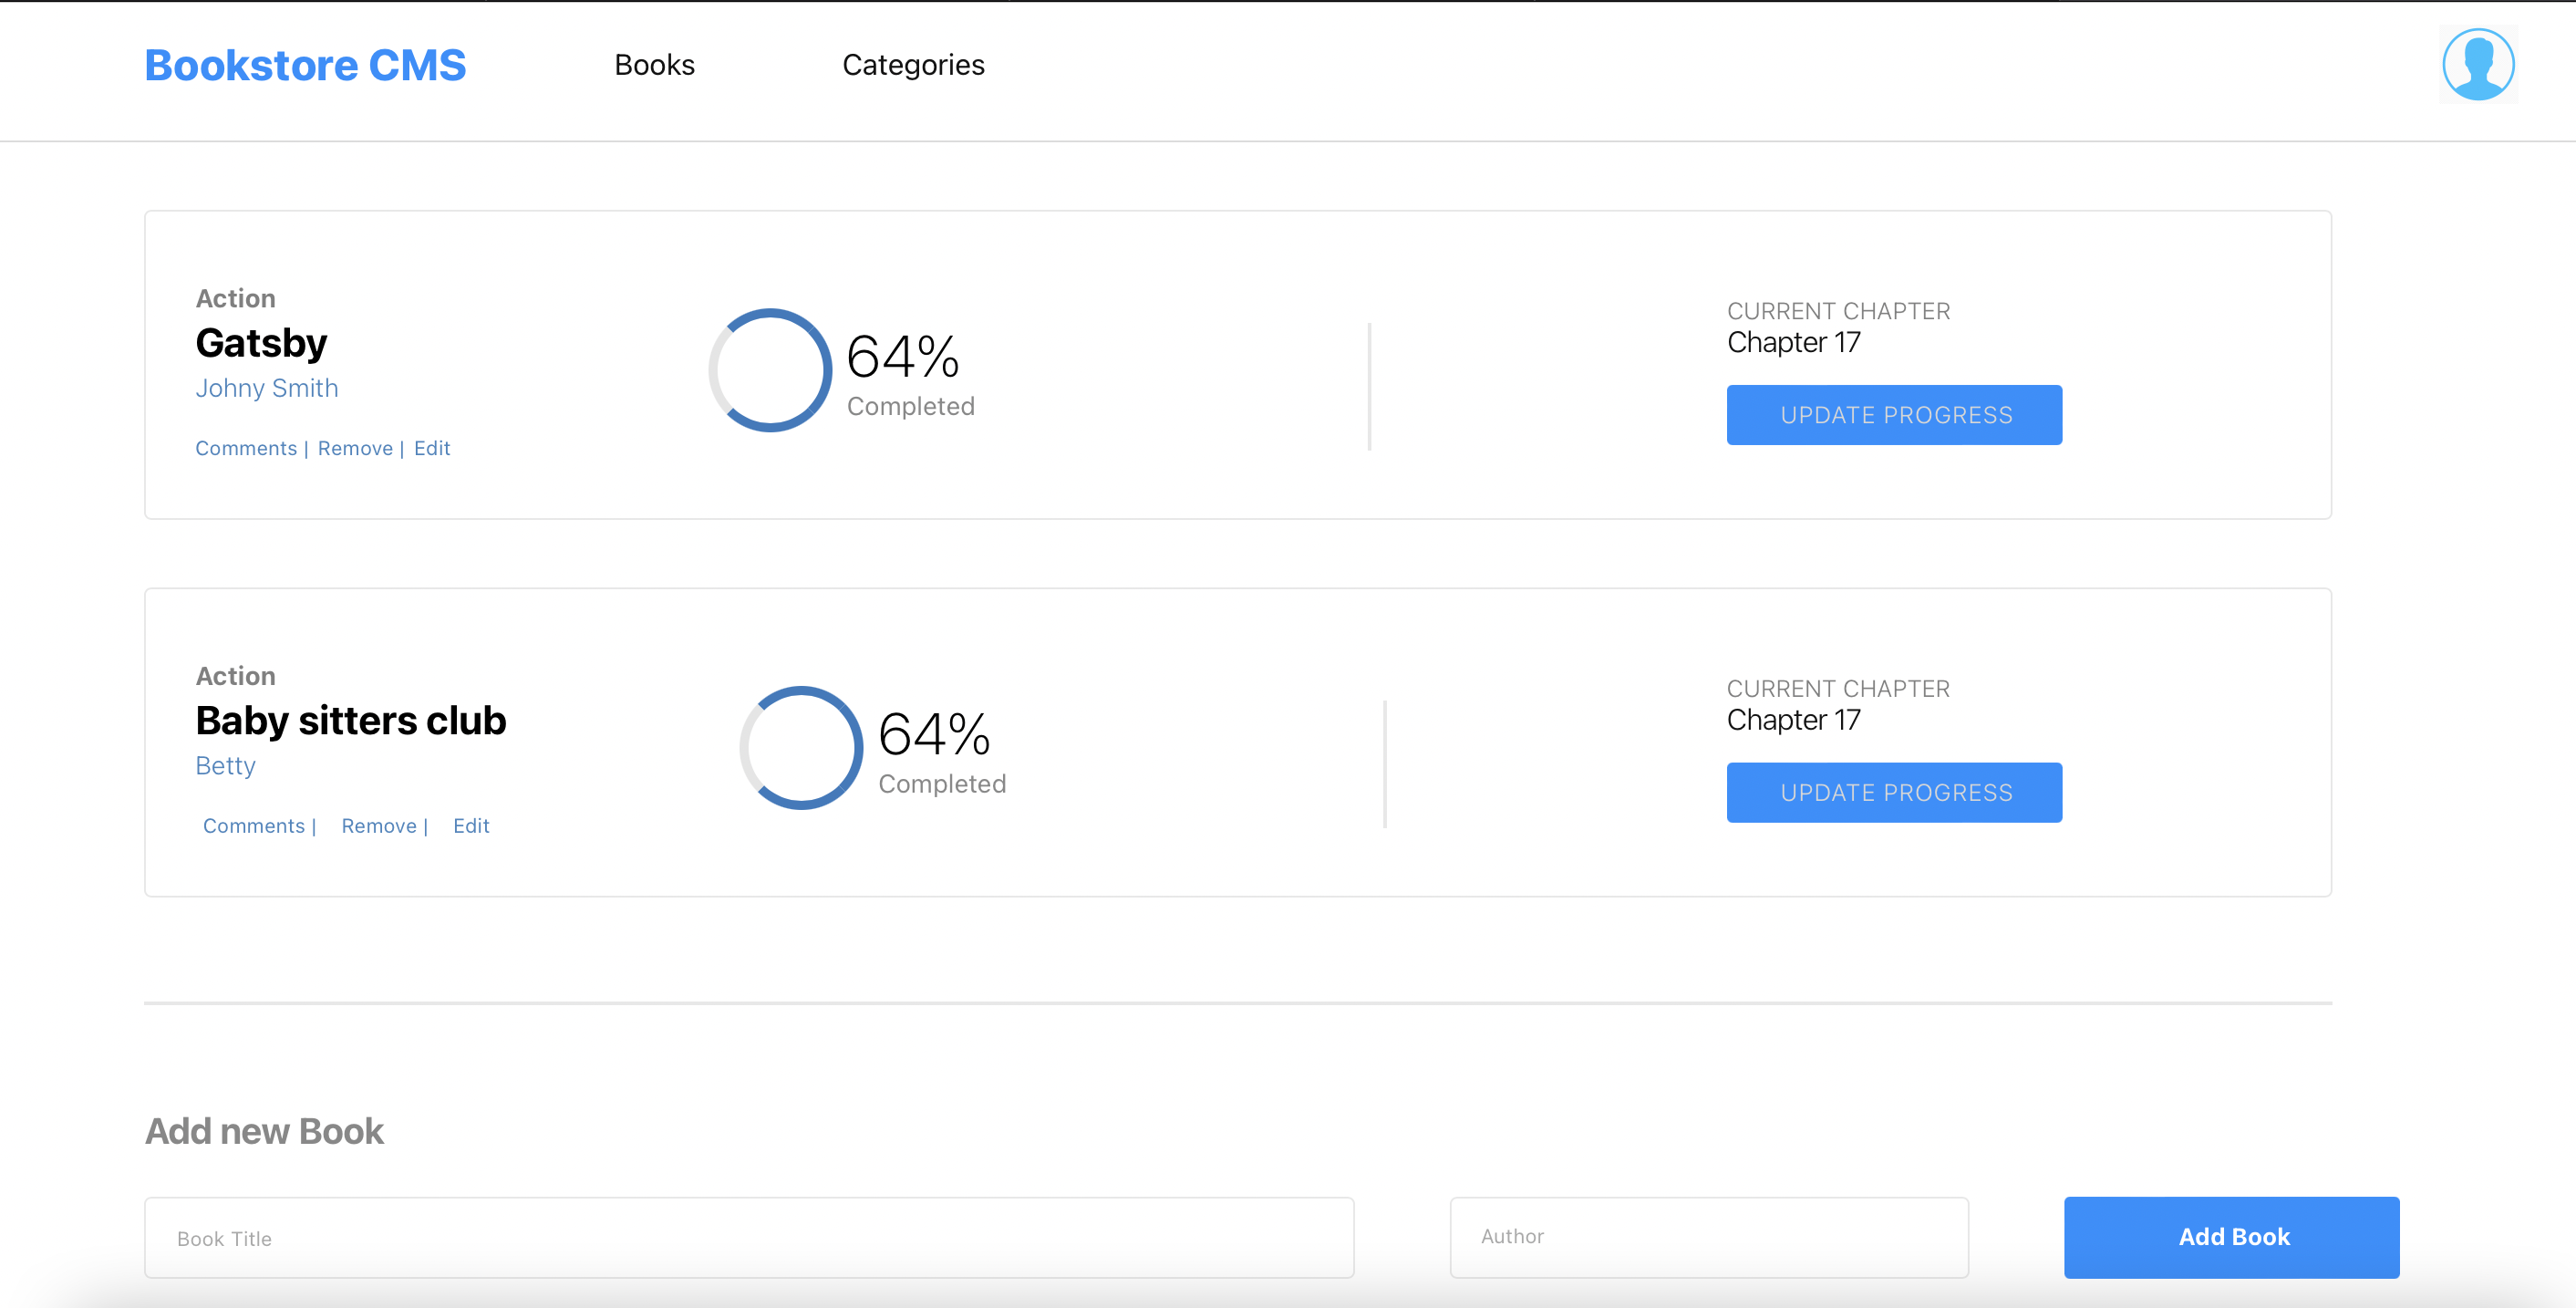 Bookstore CMS Books Categories
Action
Gatsby
Johny Smith
Comments | Remove | Edit
64%
Completed
CURRENT CHAPTER
Chapter 17
UPDATE PROGRESS
Action
Baby sitters club
Betty
Comments | Remove | Edit
64%
Completed
CURRENT CHAPTER
Chapter 17
UPDATE PROGRESS
Add new Book
Book Title
Author
Add Book